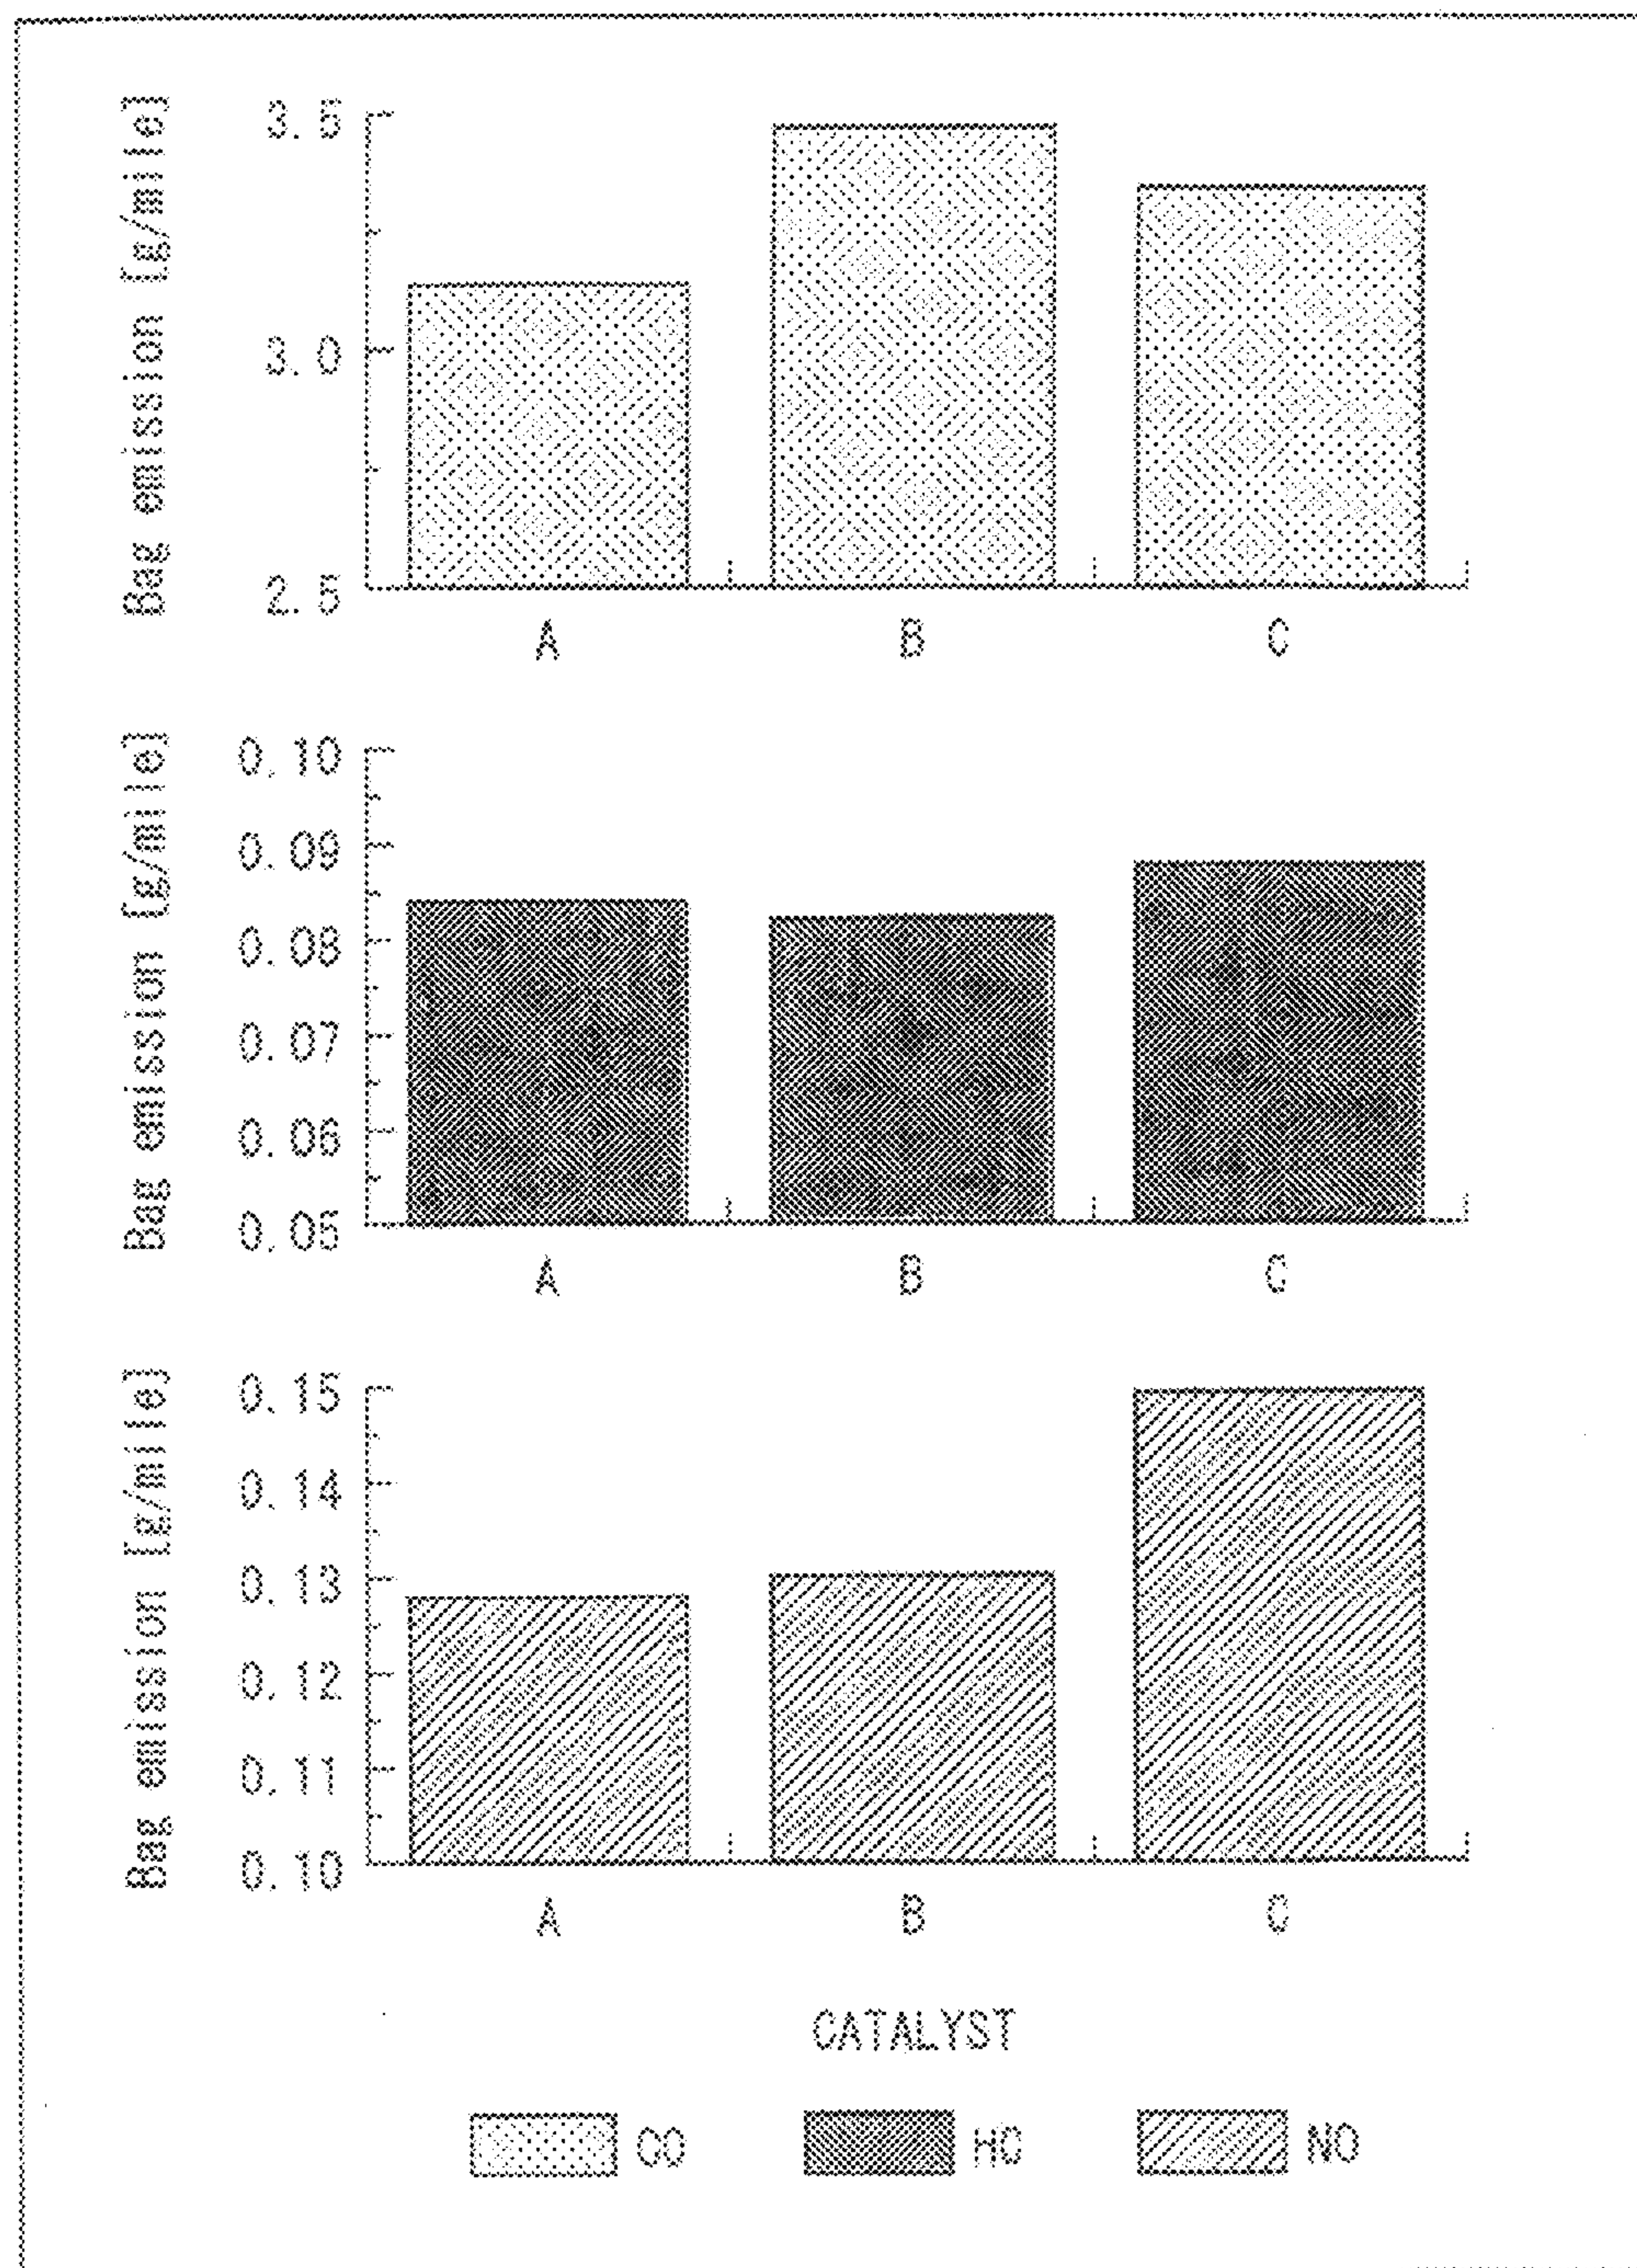 Bag emission [g/mile]
3.5
3.0
2.5
A B C
Bag emission [g/mile]
0.10
0.09
0.08
0.07
0.06
0.05
A B C
Bag emission [g/mile]
0.15
0.14
0.13
0.12
0.11
0.10
A B C
CATALYST
CO HC NO